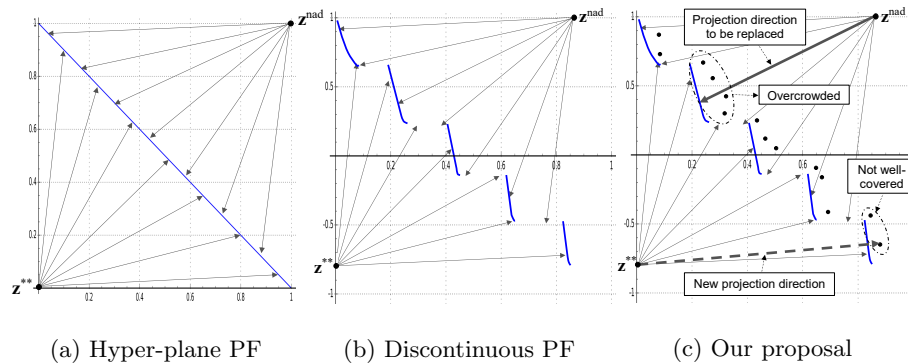 z^nad
1
0.8
0.6
0.4
0.2
z**
0.2
0.4
0.6
0.8
1
z^nad
1
0.5
0.2
0.4
0.6
0.8
-0.5
z**
-1
Projection direction
to be replaced
z^nad
1
0.5
Overcrowded
0.2
0.4
0.6
0.8
Not well-
covered
-0.5
z**
-1
New projection direction
(a) Hyper-plane PF
(b) Discontinuous PF
(c) Our proposal